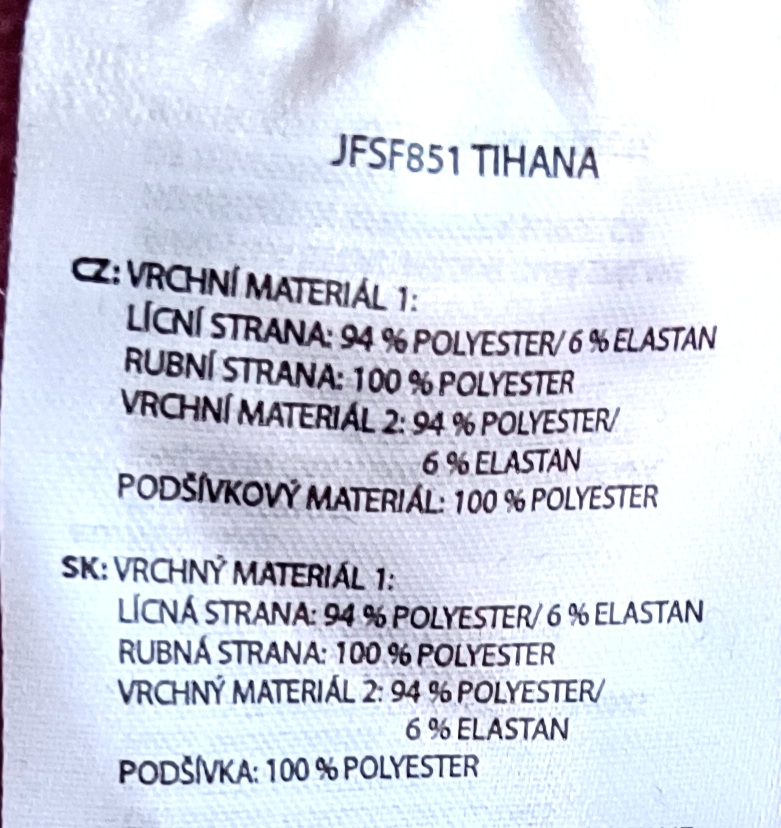 JFSF851 TIHANA
CZ: VRCHNÍ MATERIÁL 1:
LÍCNÍ STRANA: 94 % POLYESTER/ 6 % ELASTAN
RUBNÍ STRANA: 100 % POLYESTER
VRCHNÍ MATERIÁL 2: 94 % POLYESTER/
6 % ELASTAN
PODŠÍVKOVÝ MATERIÁL: 100 % POLYESTER
SK: VRCHNÝ MATERIÁL 1:
LÍCNÁ STRANA: 94 % POLYESTER/ 6 % ELASTAN
RUBNÁ STRANA: 100 % POLYESTER
VRCHNÝ MATERIÁL 2: 94 % POLYESTER/
6 % ELASTAN
PODŠÍVKA: 100 % POLYESTER